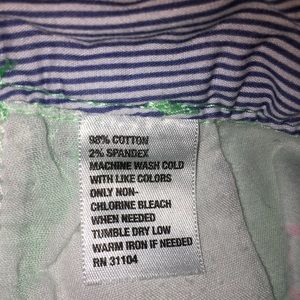 98% COTTON
2% SPANDEX
MACHINE WASH COLD
WITH LIKE COLORS
ONLY NON-
CHLORINE BLEACH
WHEN NEEDED
TUMBLE DRY LOW
WARM IRON IF NEEDED
RN 31104